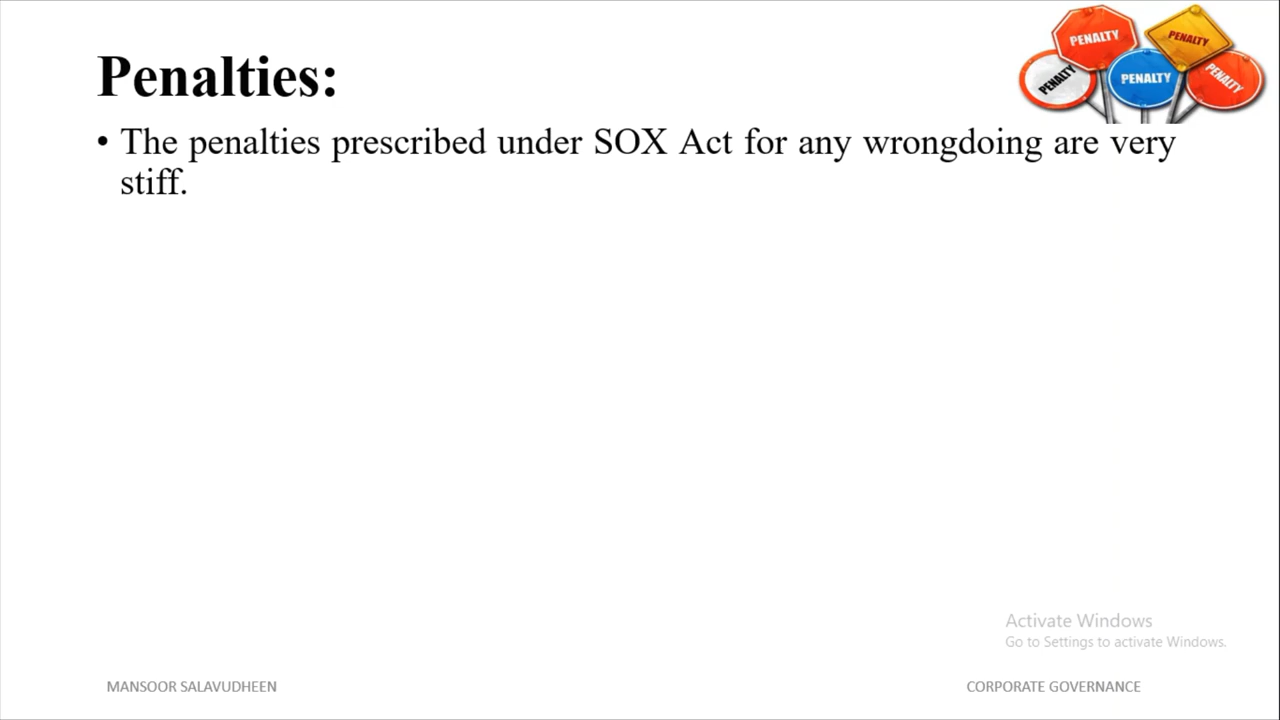 PENALTY
PENALTY
PENALTY
PENALTY
PENALTY
Penalties:
• The penalties prescribed under SOX Act for any wrongdoing are very
stiff.
Activate Windows
Go to Settings to activate Windows.
MANSOOR SALAVUDHEEN
CORPORATE GOVERNANCE